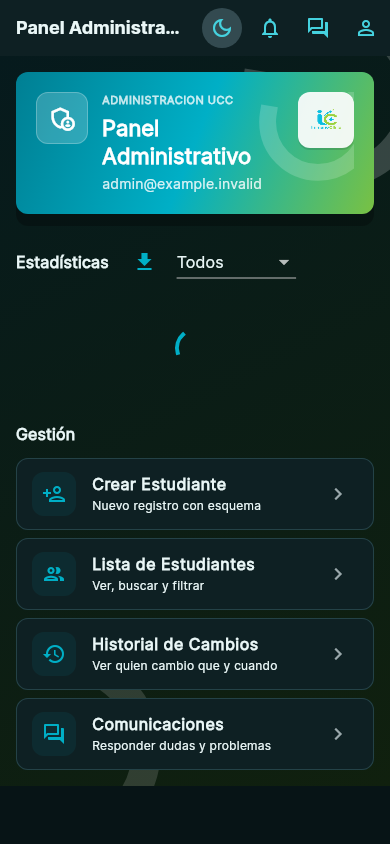 Panel Administra...
ADMINISTRACION UCC
Panel
Administrativo
admin@example.invalid
Estadísticas
Todos
Gestión
Crear Estudiante
Nuevo registro con esquema
Lista de Estudiantes
Ver, buscar y filtrar
Historial de Cambios
Ver quien cambio que y cuando
Comunicaciones
Responder dudas y problemas